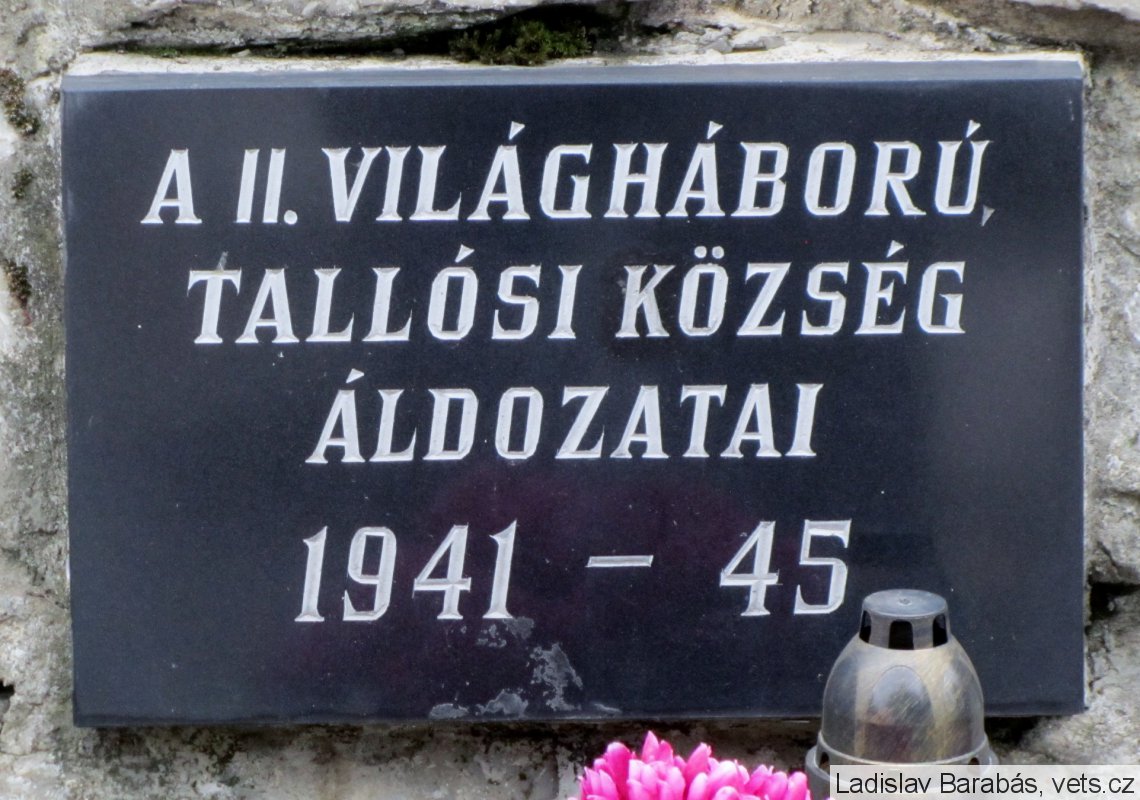 A II. VILÁGHÁBORÚ
TALLÓSI KÖZSÉG
ÁLDOZATAI
1941 – 45
Ladislav Barabás, vets.cz